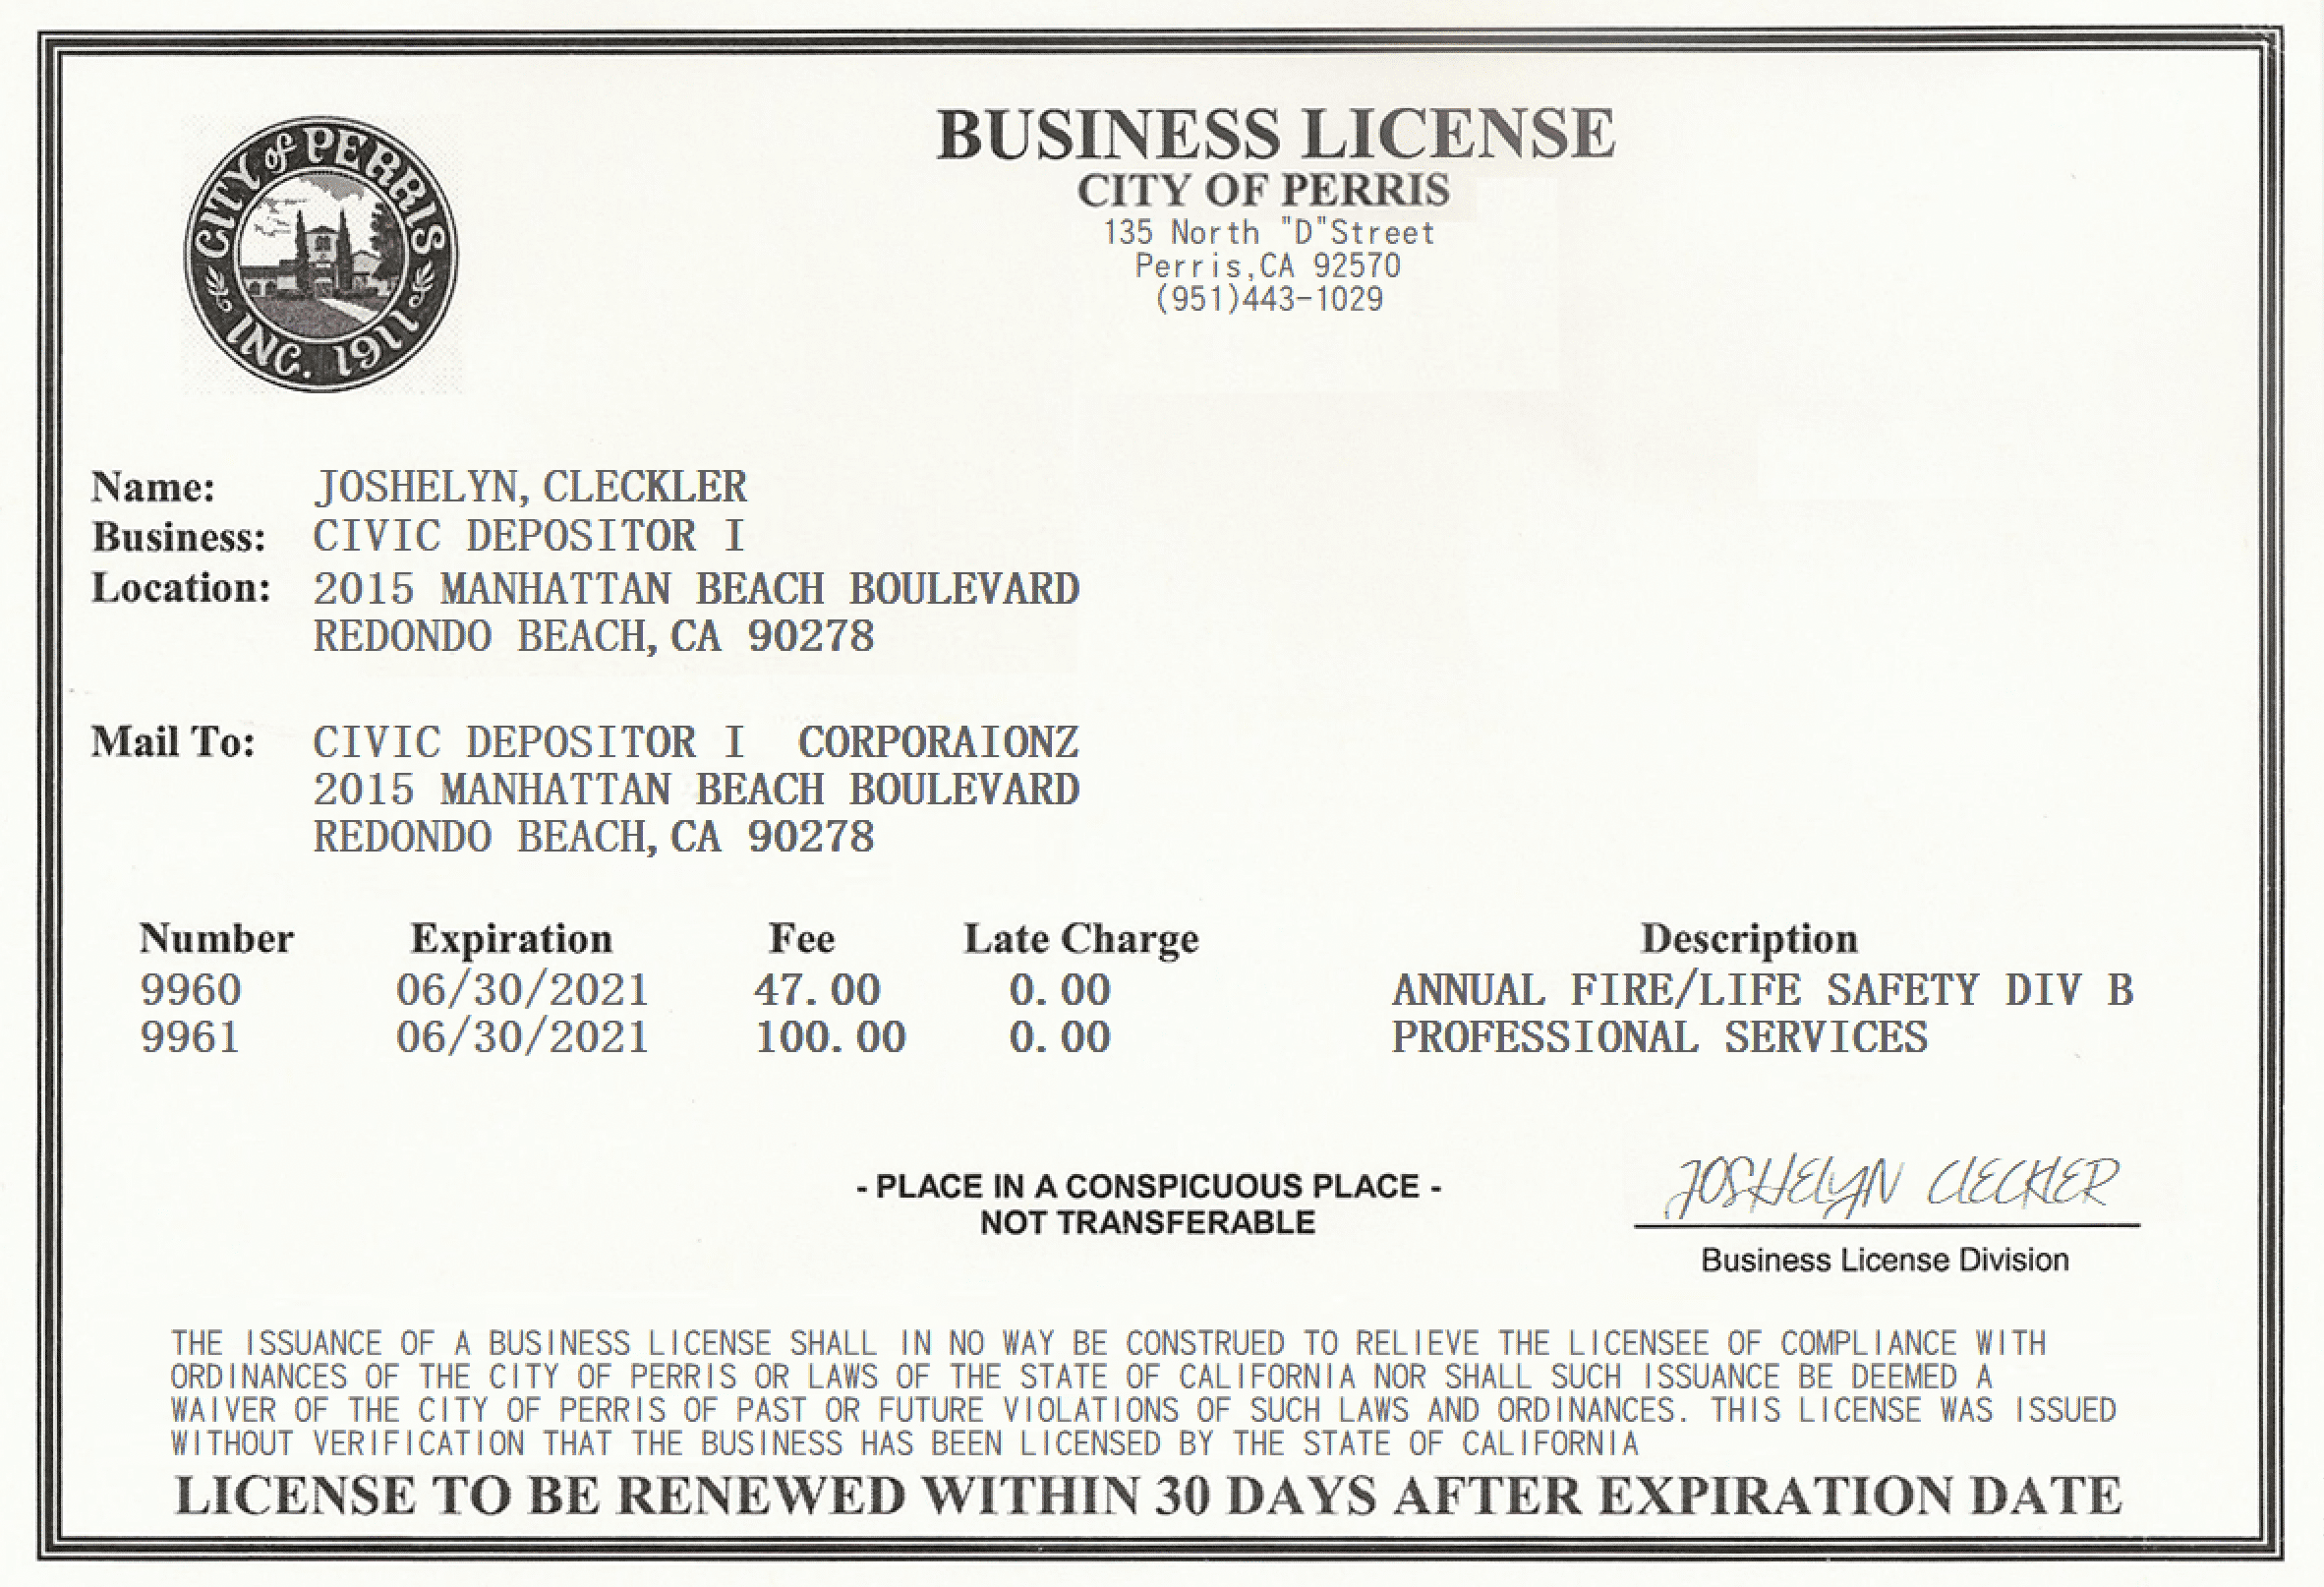 CITY of PERRIS
INC. 1911
BUSINESS LICENSE
CITY OF PERRIS
135 North "D"Street
Perris,CA 92570
(951)443-1029
Name: JOSHELYN, CLECKLER
Business: CIVIC DEPOSITOR I
Location: 2015 MANHATTAN BEACH BOULEVARD
REDONDO BEACH, CA 90278
Mail To: CIVIC DEPOSITOR I CORPORAIONZ
2015 MANHATTAN BEACH BOULEVARD
REDONDO BEACH, CA 90278
Number Expiration Fee Late Charge Description
9960 06/30/2021 47.00 0.00 ANNUAL FIRE/LIFE SAFETY DIV B
9961 06/30/2021 100.00 0.00 PROFESSIONAL SERVICES
- PLACE IN A CONSPICUOUS PLACE -
NOT TRANSFERABLE
JOSHELYN ClECKlER
Business License Division
THE ISSUANCE OF A BUSINESS LICENSE SHALL IN NO WAY BE CONSTRUED TO RELIEVE THE LICENSEE OF COMPLIANCE WITH
ORDINANCES OF THE CITY OF PERRIS OR LAWS OF THE STATE OF CALIFORNIA NOR SHALL SUCH ISSUANCE BE DEEMED A
WAIVER OF THE CITY OF PERRIS OF PAST OR FUTURE VIOLATIONS OF SUCH LAWS AND ORDINANCES. THIS LICENSE WAS ISSUED
WITHOUT VERIFICATION THAT THE BUSINESS HAS BEEN LICENSED BY THE STATE OF CALIFORNIA
LICENSE TO BE RENEWED WITHIN 30 DAYS AFTER EXPIRATION DATE